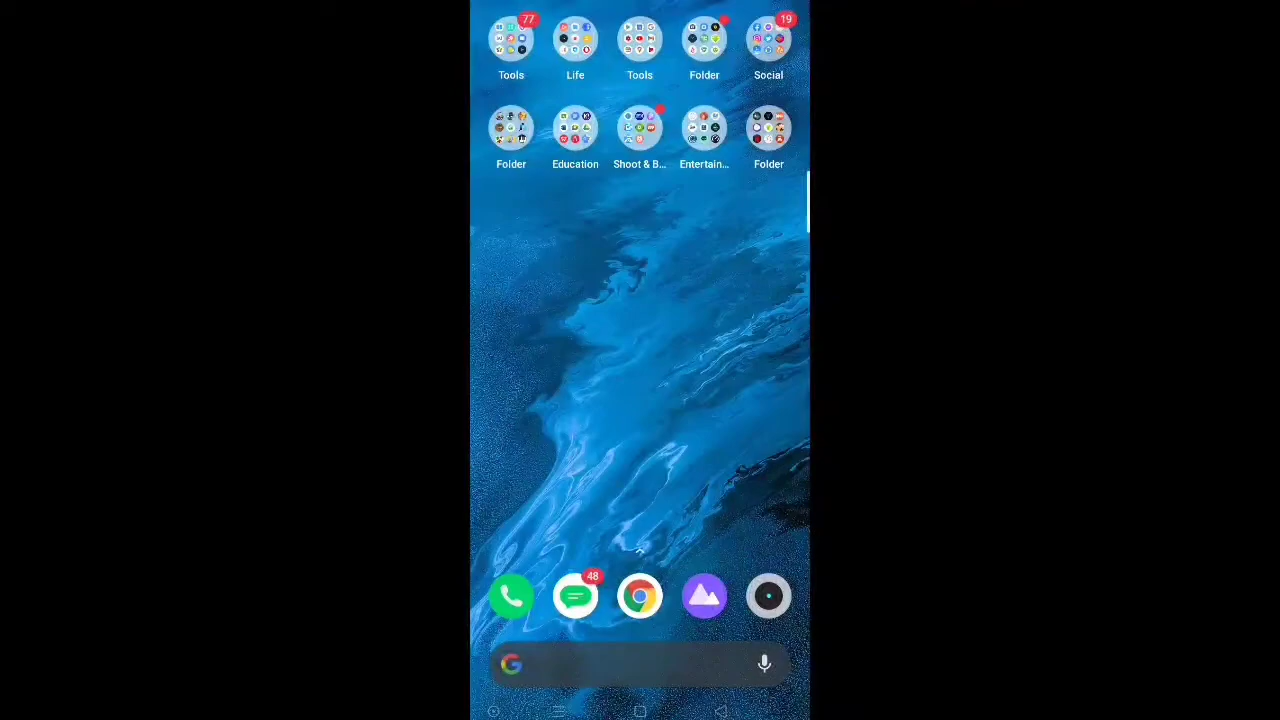 77
19
Tools
Life
Tools
Folder
Social
Folder
Education
Shoot & B...
Entertain...
Folder
48